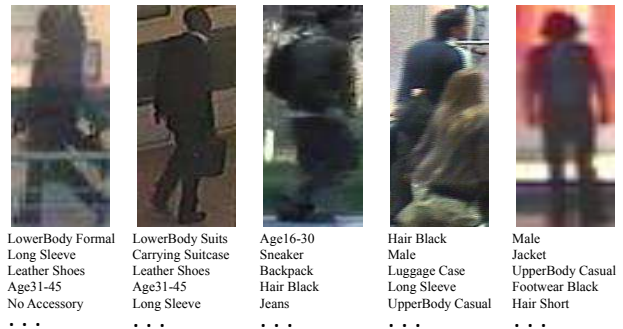 LowerBody Formal
Long Sleeve
Leather Shoes
Age31-45
No Accessory
. . .
LowerBody Suits
Carrying Suitcase
Leather Shoes
Age31-45
Long Sleeve
. . .
Age16-30
Sneaker
Backpack
Hair Black
Jeans
. . .
Hair Black
Male
Luggage Case
Long Sleeve
UpperBody Casual
. . .
Male
Jacket
UpperBody Casual
Footwear Black
Hair Short
. . .